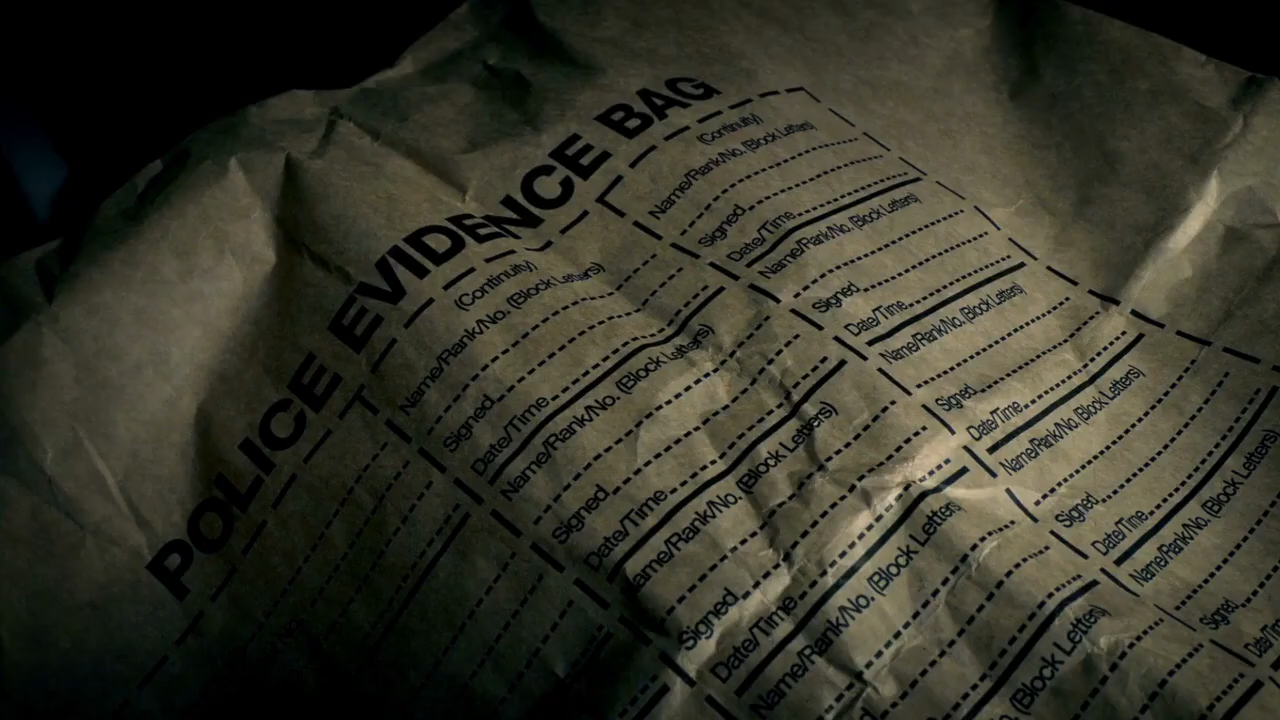 POLICE EVIDENCE BAG
(Continuity)
Name/Rank/No. (Block Letters)
Signed
Date/Time
Name/Rank/No. (Block Letters)
Signed
Date/Time
Name/Rank/No. (Block Letters)
Signed
Date/Time
Name/Rank/No. (Block Letters
(Block Letters)
(Continuity)
Name/Rank/No. (Block Letters)
Signed
Date/Time
Name/Rank/No. (Block Letters)
Signed
Date/Time
Name/Rank/No. (Block Letters)
Signed
Date/Time
Name/Rank/No. (Block Letters)
Signed
Date/Time
Name/Rank/No. (Block Letters)
Signed